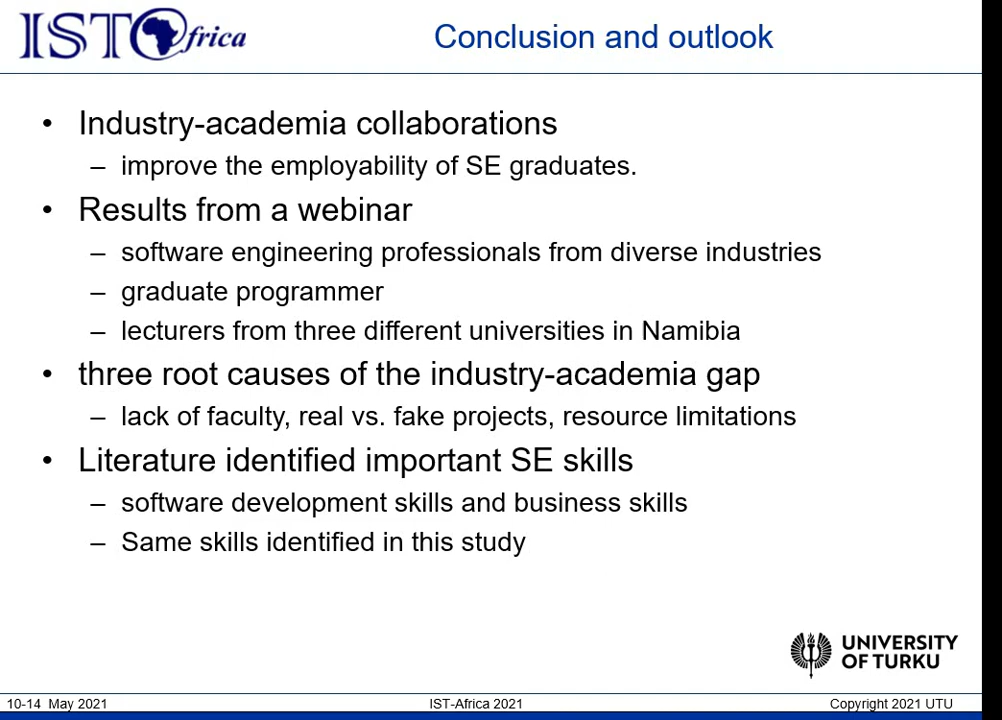 IST Africa
Conclusion and outlook
• Industry-academia collaborations
– improve the employability of SE graduates.
• Results from a webinar
– software engineering professionals from diverse industries
– graduate programmer
– lecturers from three different universities in Namibia
• three root causes of the industry-academia gap
– lack of faculty, real vs. fake projects, resource limitations
• Literature identified important SE skills
– software development skills and business skills
– Same skills identified in this study
UNIVERSITY
OF TURKU
10-14 May 2021
IST-Africa 2021
Copyright 2021 UTU